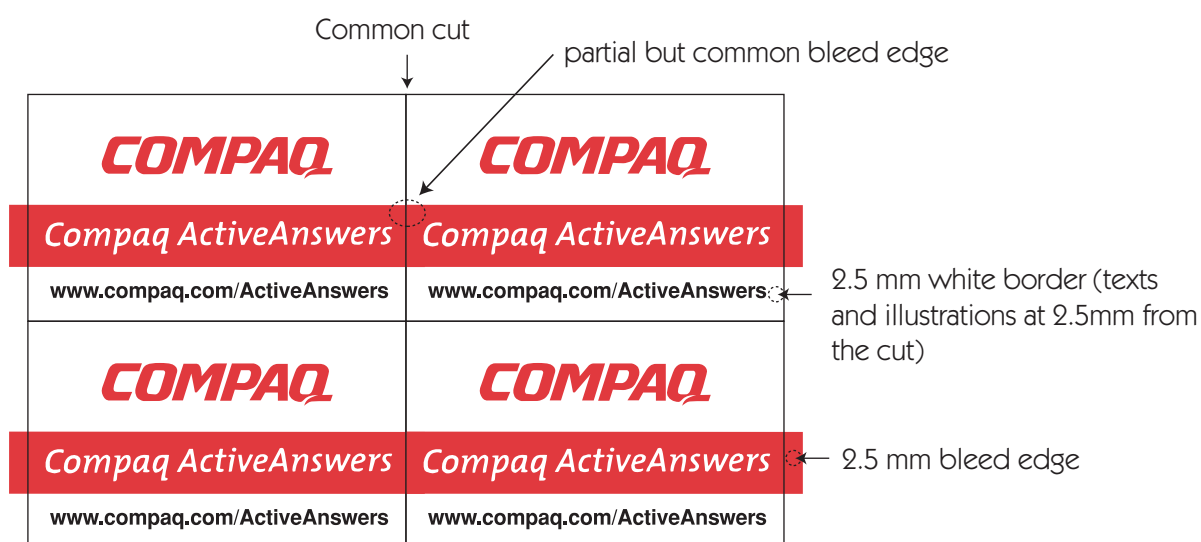 Common cut
partial but common bleed edge
COMPAQ COMPAQ
Compaq ActiveAnswers Compaq ActiveAnswers
www.compaq.com/ActiveAnswers www.compaq.com/ActiveAnswers
2.5 mm white border (texts
and illustrations at 2.5mm from
the cut)
COMPAQ COMPAQ
Compaq ActiveAnswers Compaq ActiveAnswers
2.5 mm bleed edge
www.compaq.com/ActiveAnswers www.compaq.com/ActiveAnswers